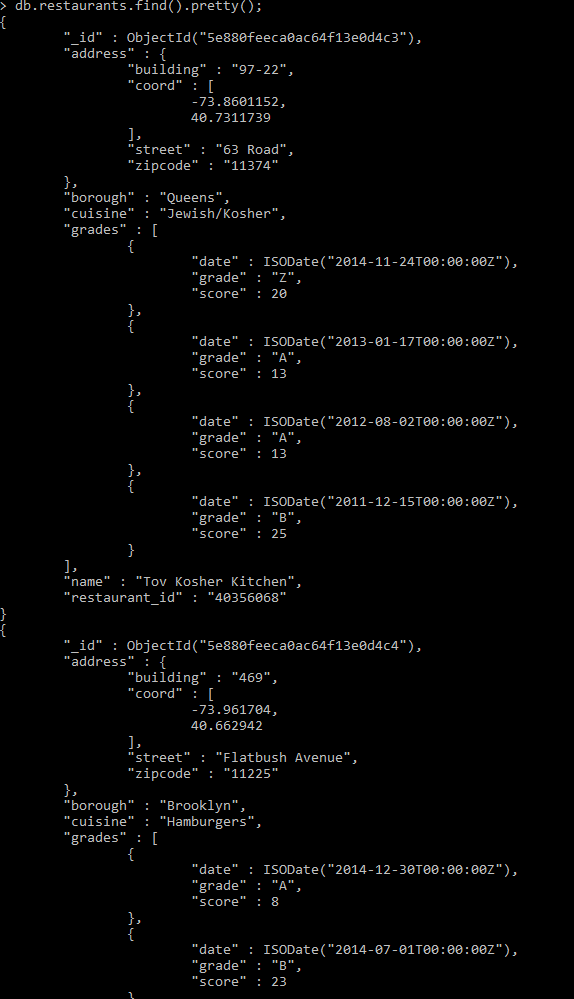 > db.restaurants.find().pretty();
{
"_id" : ObjectId("5e880feeca0ac64f13e0d4c3"),
"address" : {
"building" : "97-22",
"coord" : [
-73.8601152,
40.7311739
],
"street" : "63 Road",
"zipcode" : "11374"
},
"borough" : "Queens",
"cuisine" : "Jewish/Kosher",
"grades" : [
{
"date" : ISODate("2014-11-24T00:00:00Z"),
"grade" : "Z",
"score" : 20
},
{
"date" : ISODate("2013-01-17T00:00:00Z"),
"grade" : "A",
"score" : 13
},
{
"date" : ISODate("2012-08-02T00:00:00Z"),
"grade" : "A",
"score" : 13
},
{
"date" : ISODate("2011-12-15T00:00:00Z"),
"grade" : "B",
"score" : 25
}
],
"name" : "Tov Kosher Kitchen",
"restaurant_id" : "40356068"
}
{
"_id" : ObjectId("5e880feeca0ac64f13e0d4c4"),
"address" : {
"building" : "469",
"coord" : [
-73.961704,
40.662942
],
"street" : "Flatbush Avenue",
"zipcode" : "11225"
},
"borough" : "Brooklyn",
"cuisine" : "Hamburgers",
"grades" : [
{
"date" : ISODate("2014-12-30T00:00:00Z"),
"grade" : "A",
"score" : 8
},
{
"date" : ISODate("2014-07-01T00:00:00Z"),
"grade" : "B",
"score" : 23
}